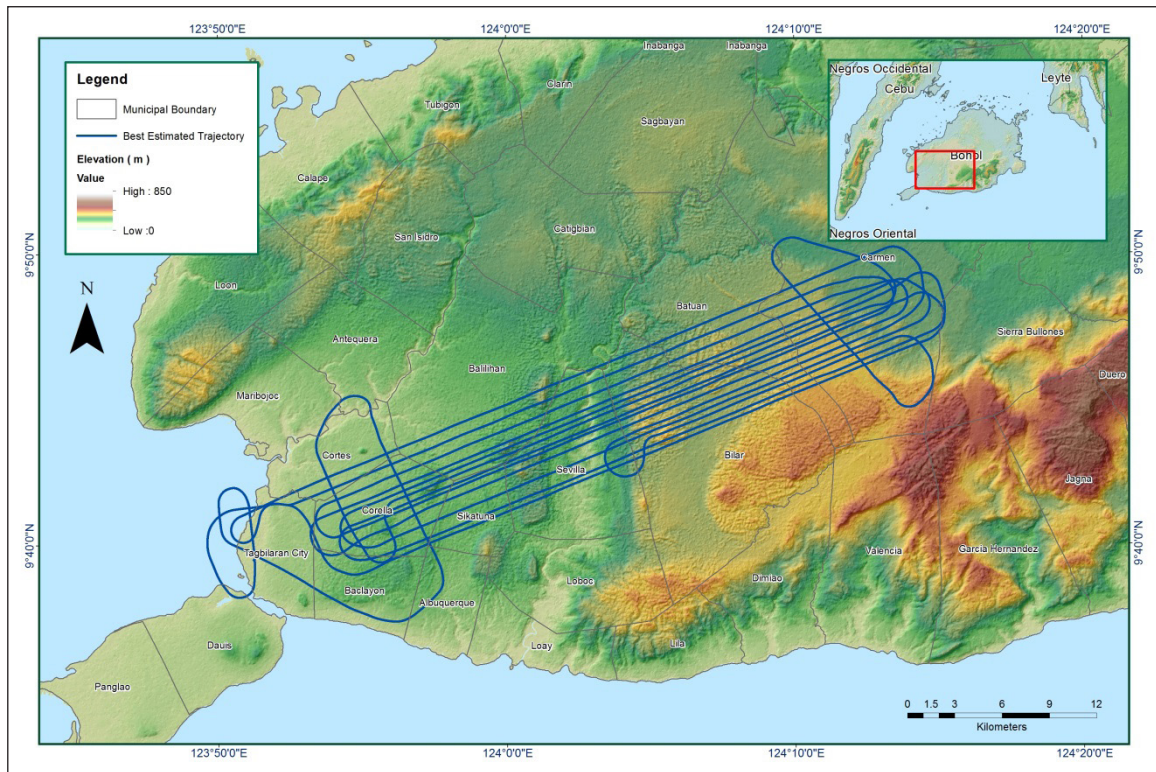 123°50'0"E
124°0'0"E
124°10'0"E
124°20'0"E
Legend
Municipal Boundary
Best Estimated Trajectory
Elevation ( m )
Value
High : 850
Low :0
Negros Occidental
Cebu
Leyte
Bohol
Negros Oriental
Inabanga
Inabanga
Clarin
Tubigon
Sagbayan
Calape
San Isidro
Catigbian
Carmen
9°50'0"N
9°50'0"N
Loon
N
Batuan
Sierra Bullones
Antequera
Balilihan
Duero
Maribojoc
Cortes
Bilar
Sevilla
Jagna
Corella
Sikatuna
9°40'0"N
9°40'0"N
Tagbilaran City
Valencia
Garcia Hernandez
Loboc
Dimiao
Baclayon
Albuquerque
Dauis
Loay
Lila
Panglao
0 1.5 3 6 9 12
Kilometers
123°50'0"E
124°0'0"E
124°10'0"E
124°20'0"E